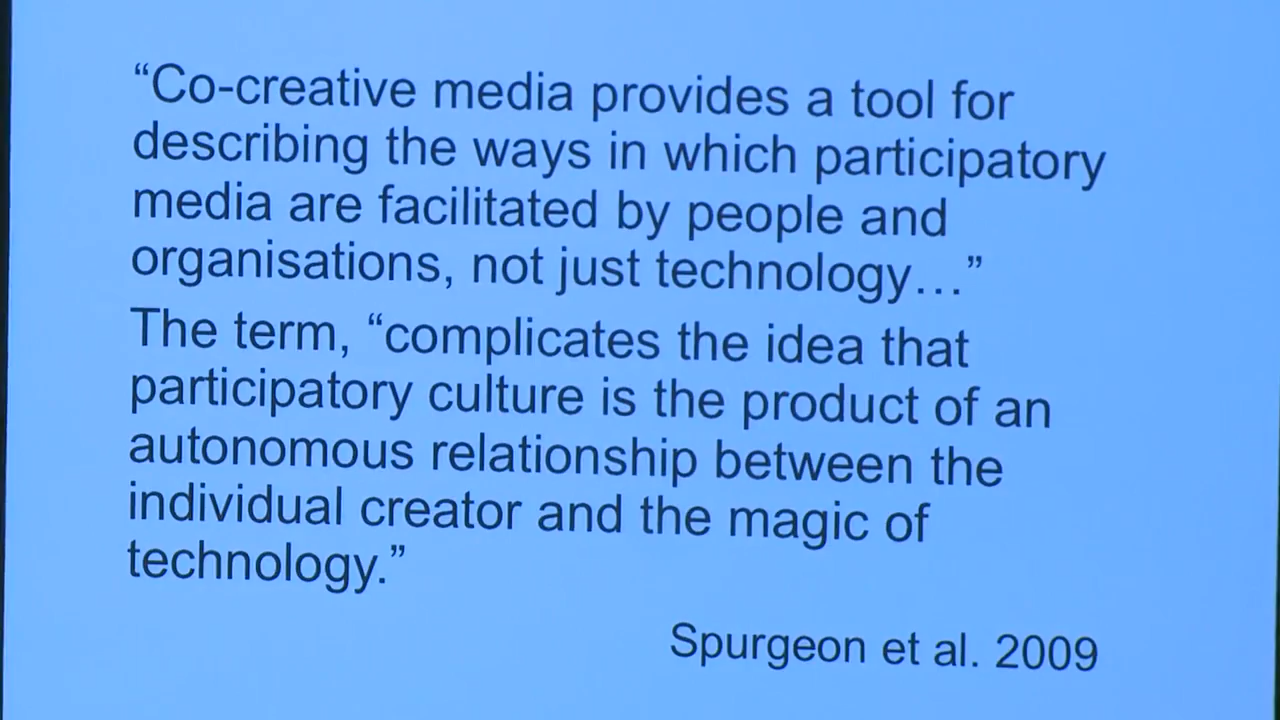 “Co-creative media provides a tool for
describing the ways in which participatory
media are facilitated by people and
organisations, not just technology…”
The term, “complicates the idea that
participatory culture is the product of an
autonomous relationship between the
individual creator and the magic of
technology.”
Spurgeon et al. 2009